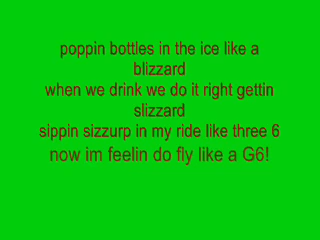 poppin bottles in the ice like a
blizzard
when we drink we do it right gettin
slizzard
sippin sizzurp in my ride like three 6
now im feelin do fly like a G6!